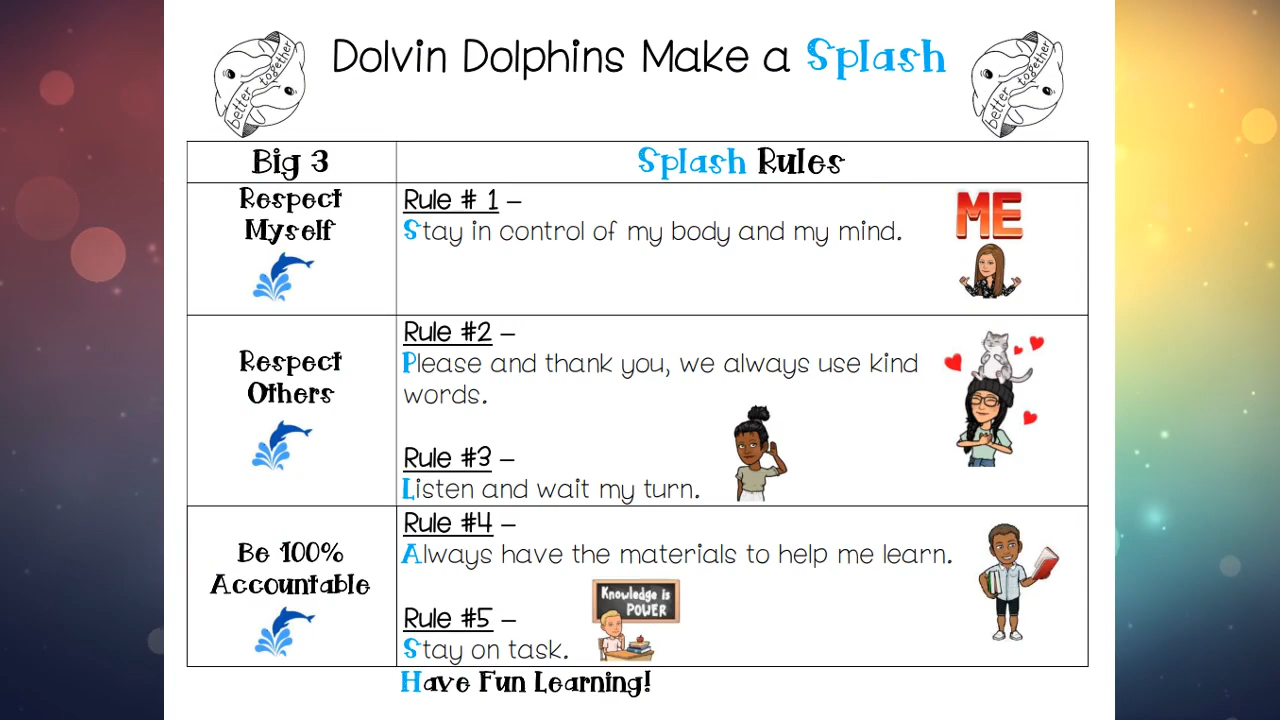 Dolvin Dolphins Make a Splash
better together
better together
Big 3
Splash Rules
Respect
Myself
Rule # 1 –
Stay in control of my body and my mind.
ME
Respect
Others
Rule #2 –
Please and thank you, we always use kind
words.
Rule #3 –
Listen and wait my turn.
Be 100%
Accountable
Rule #4 –
Always have the materials to help me learn.
Rule #5 –
Stay on task.
Knowledge is
POWER
Have Fun Learning!